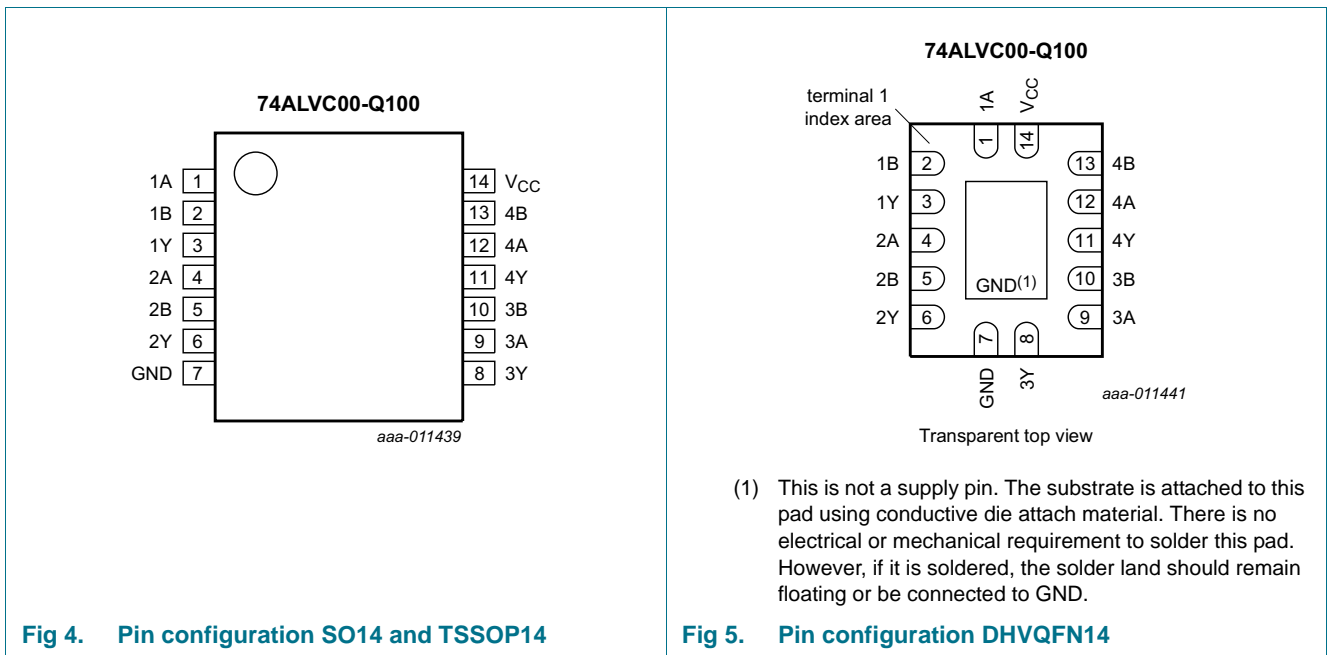 74ALVC00-Q100
1A 1
1B 2
1Y 3
2A 4
2B 5
2Y 6
GND 7
14 VCC
13 4B
12 4A
11 4Y
10 3B
9 3A
8 3Y
aaa-011439
Fig 4. Pin configuration SO14 and TSSOP14
74ALVC00-Q100
terminal 1
index area
1A
VCC
1
14
1B 2
1Y 3
2A 4
2B 5
2Y 6
13 4B
12 4A
11 4Y
10 3B
9 3A
GND(1)
7
8
GND
3Y
aaa-011441
Transparent top view
(1) This is not a supply pin. The substrate is attached to this
pad using conductive die attach material. There is no
electrical or mechanical requirement to solder this pad.
However, if it is soldered, the solder land should remain
floating or be connected to GND.
Fig 5. Pin configuration DHVQFN14